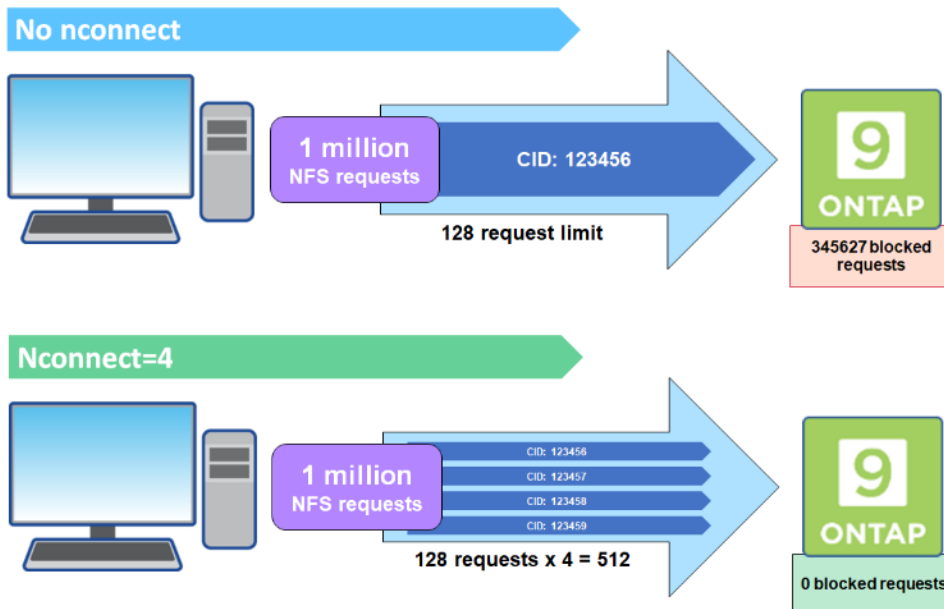 No nconnect
1 million
NFS requests
CID: 123456
128 request limit
9
ONTAP
345627 blocked
requests
Nconnect=4
1 million
NFS requests
CID: 123456
CID: 123457
CID: 123458
CID: 123459
128 requests x 4 = 512
9
ONTAP
0 blocked requests